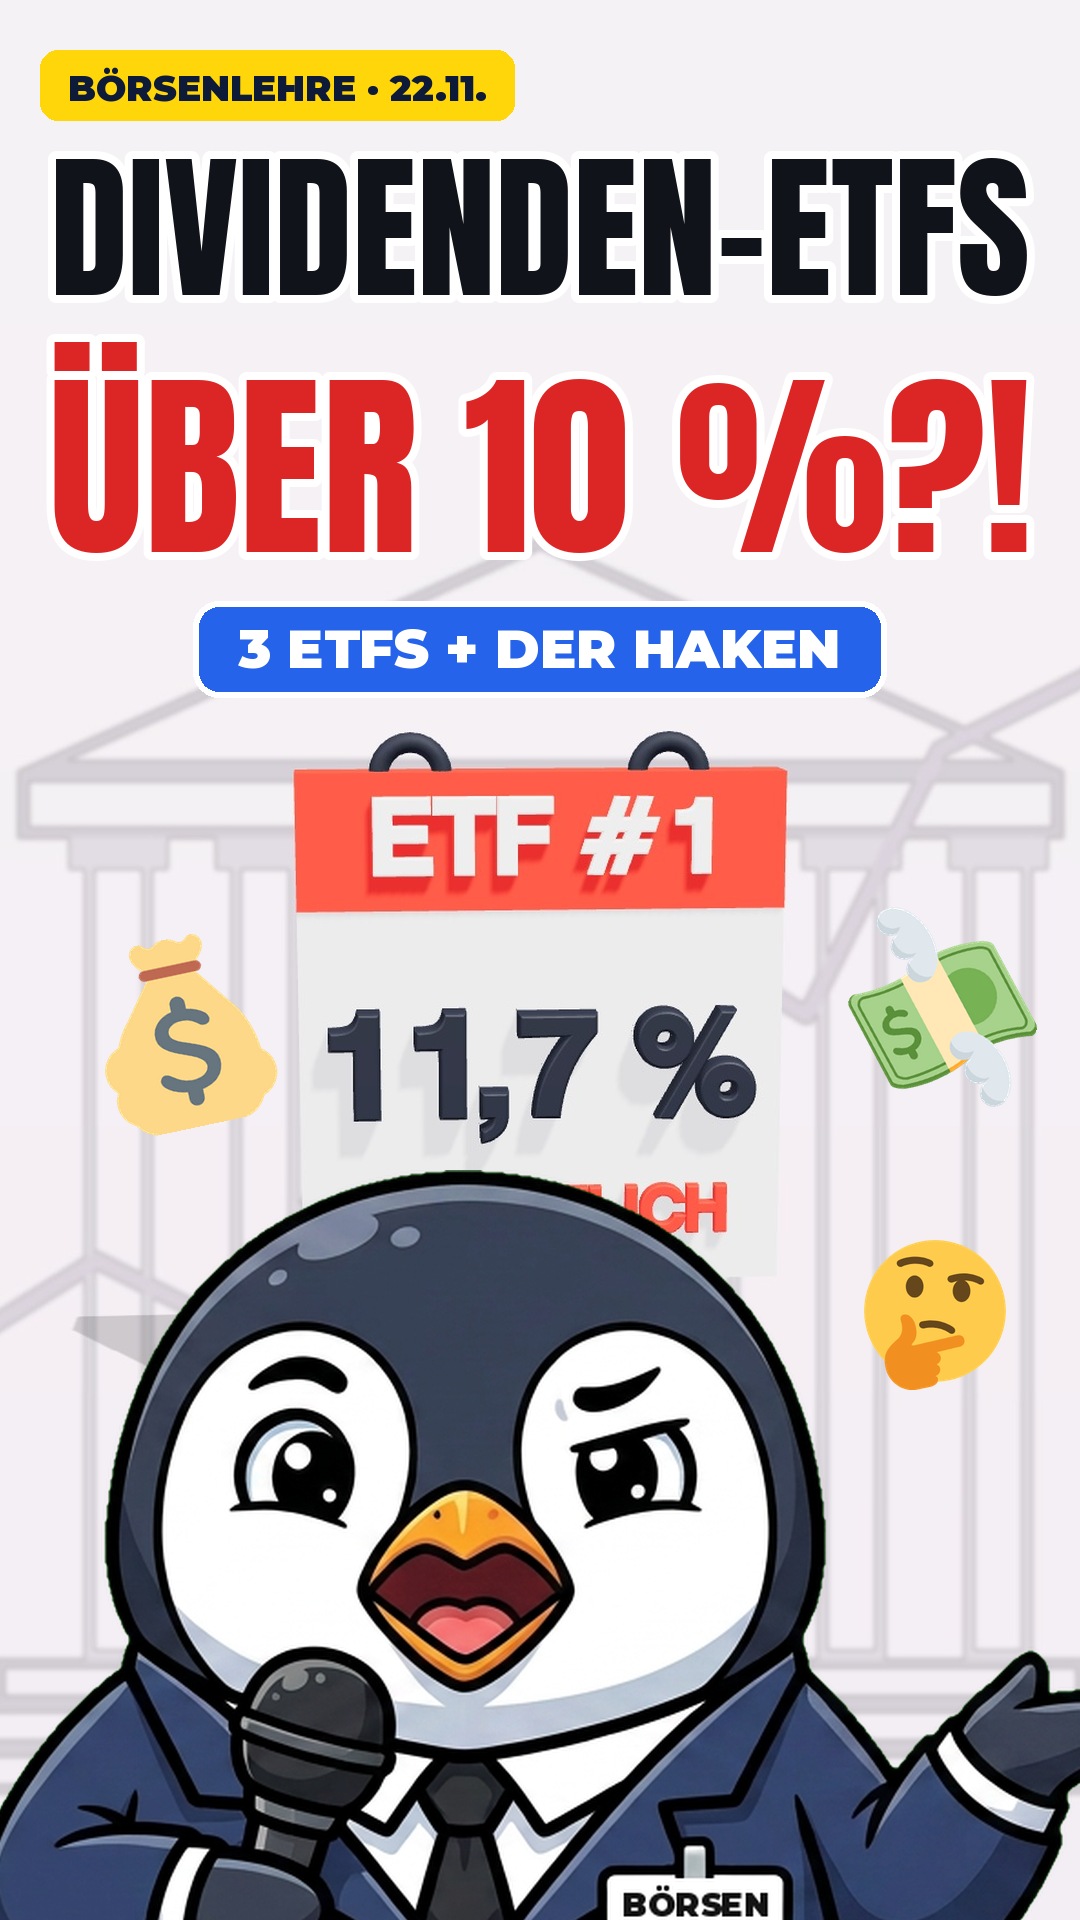 BÖRSENLEHRE • 22.11.
DIVIDENDEN-ETFS
ÜBER 10 %?!
3 ETFS + DER HAKEN
ETF #1
11,7 %
BÖRSEN